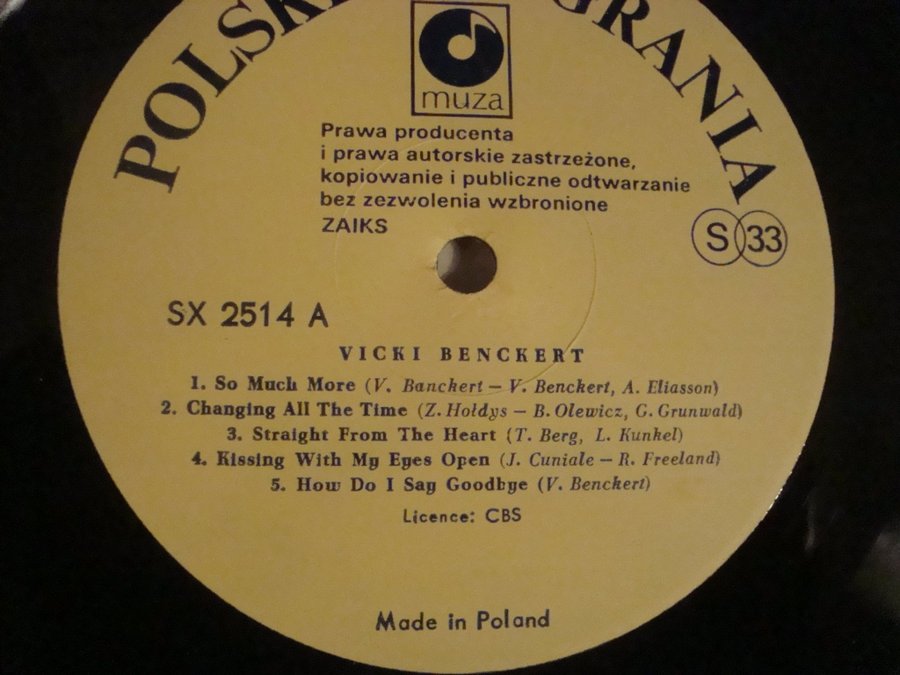 POLSKI GRANIA
muza
Prawa producenta
i prawa autorskie zastrzeżone,
kopiowanie i publiczne odtwarzanie
bez zezwolenia wzbronione
ZAIKS
S 33
SX 2514 A
VICKI BENCKERT
1. So Much More (V. Banckert – V. Benckert, A. Eliasson)
2. Changing All The Time (Z. Hołdys – B. Olewicz, G. Grunwald)
3. Straight From The Heart (T. Berg, L. Kunkel)
4. Kissing With My Eyes Open (J. Cuniale – R. Freeland)
5. How Do I Say Goodbye (V. Benckert)
Licence: CBS
Made in Poland